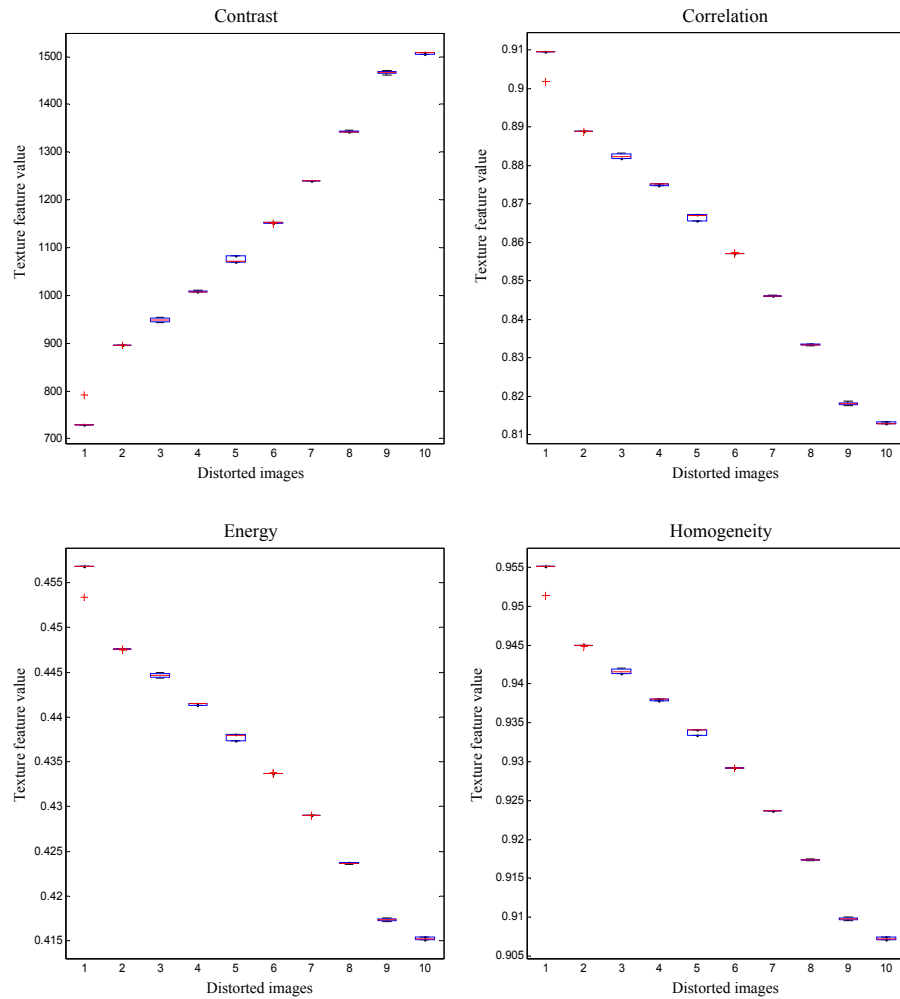 Contrast
1500
1400
1300
1200
1100
1000
900
800
700
Texture feature value
1 2 3 4 5 6 7 8 9 10
Distorted images
Correlation
0.91
0.9
0.89
0.88
0.87
0.86
0.85
0.84
0.83
0.82
0.81
Texture feature value
1 2 3 4 5 6 7 8 9 10
Distorted images
Energy
0.455
0.45
0.445
0.44
0.435
0.43
0.425
0.42
0.415
Texture feature value
1 2 3 4 5 6 7 8 9 10
Distorted images
Homogeneity
0.955
0.95
0.945
0.94
0.935
0.93
0.925
0.92
0.915
0.91
0.905
Texture feature value
1 2 3 4 5 6 7 8 9 10
Distorted images